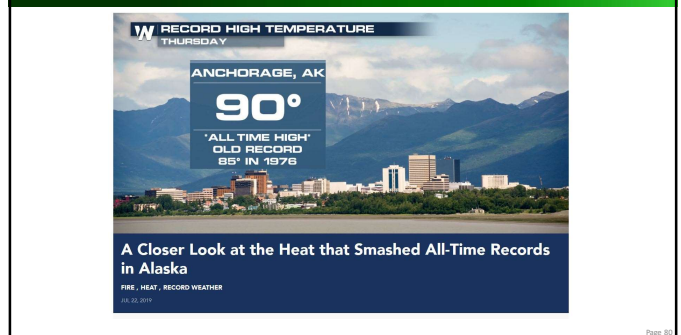 W RECORD HIGH TEMPERATURE
THURSDAY
ANCHORAGE, AK
90°
*ALL TIME HIGH*
OLD RECORD
85° IN 1976
A Closer Look at the Heat that Smashed All-Time Records
in Alaska
FIRE , HEAT , RECORD WEATHER
JUL 22, 2019
Page 80